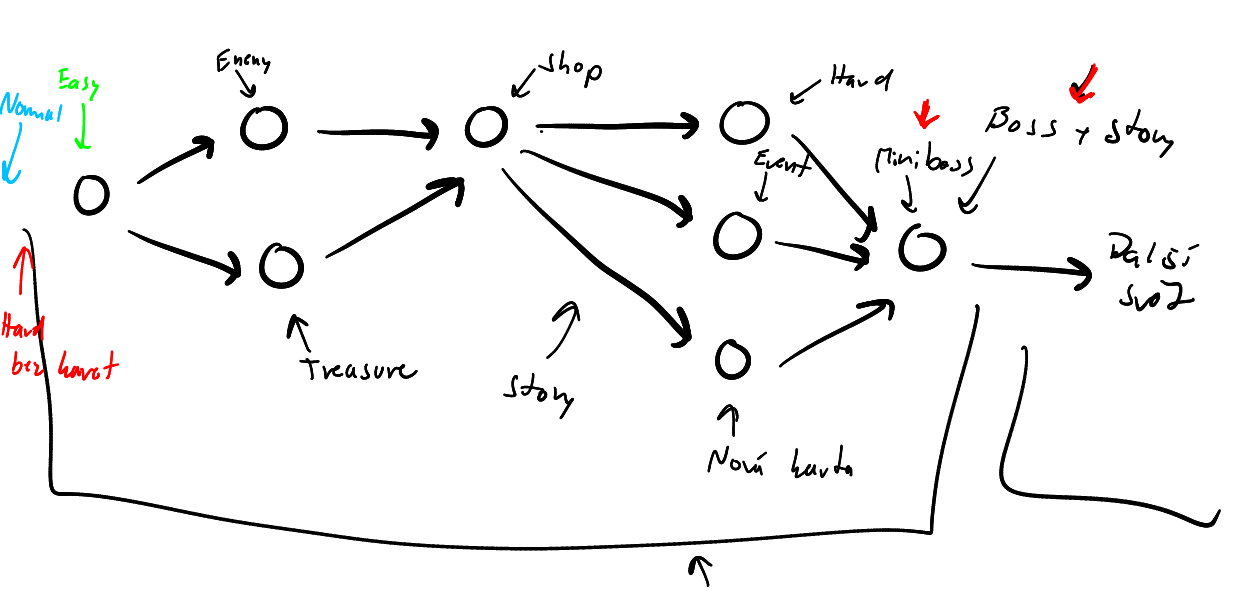 Enemy
Shop
Easy
Hard
Normal
Boss + story
Event
Miniboss
Další
svět
Hard
bez karet
Treasure
Story
Nová karta